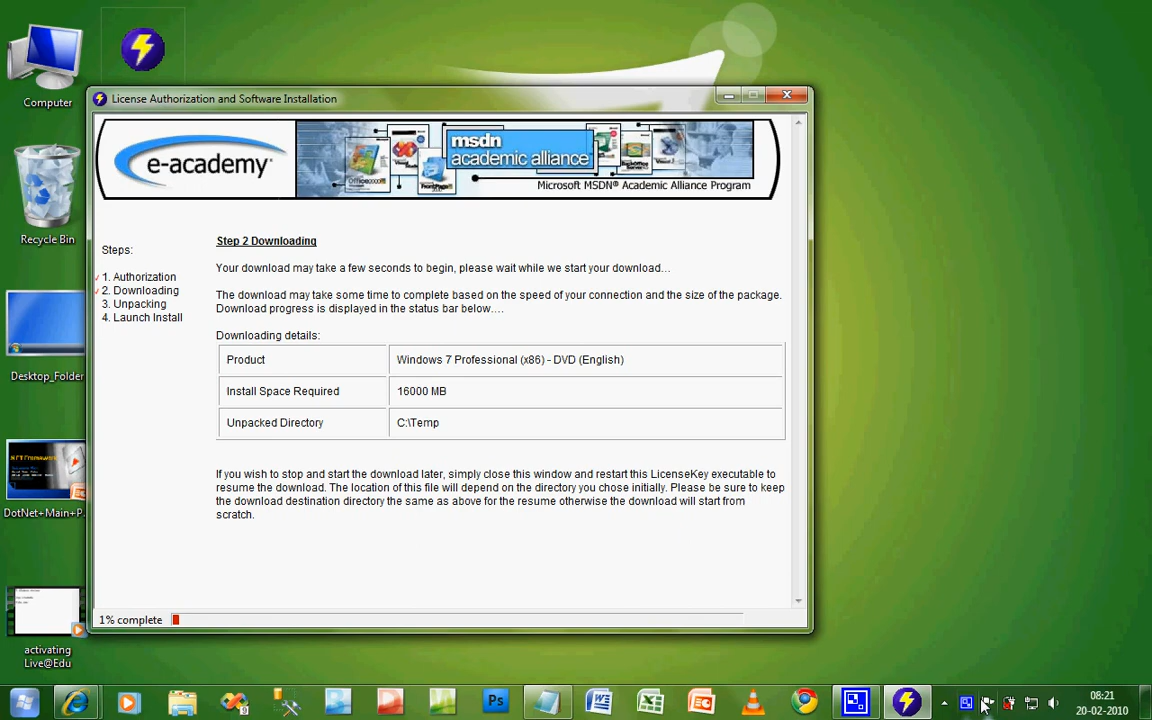 Computer
Recycle Bin
Desktop_Folder
DotNet+Main+P...
activating
Live@Edu
License Authorization and Software Installation
e-academy
msdn
academic alliance
Microsoft MSDN® Academic Alliance Program
Steps:
1. Authorization
2. Downloading
3. Unpacking
4. Launch Install
Step 2 Downloading
Your download may take a few seconds to begin, please wait while we start your download...
The download may take some time to complete based on the speed of your connection and the size of the package.
Download progress is displayed in the status bar below....
Downloading details:
Product Windows 7 Professional (x86) - DVD (English)
Install Space Required 16000 MB
Unpacked Directory C:\Temp
If you wish to stop and start the download later, simply close this window and restart this LicenseKey executable to
resume the download. The location of this file will depend on the directory you chose initially. Please be sure to keep
the download destination directory the same as above for the resume otherwise the download will start from
scratch.
1% complete
Ps
08:21
20-02-2010